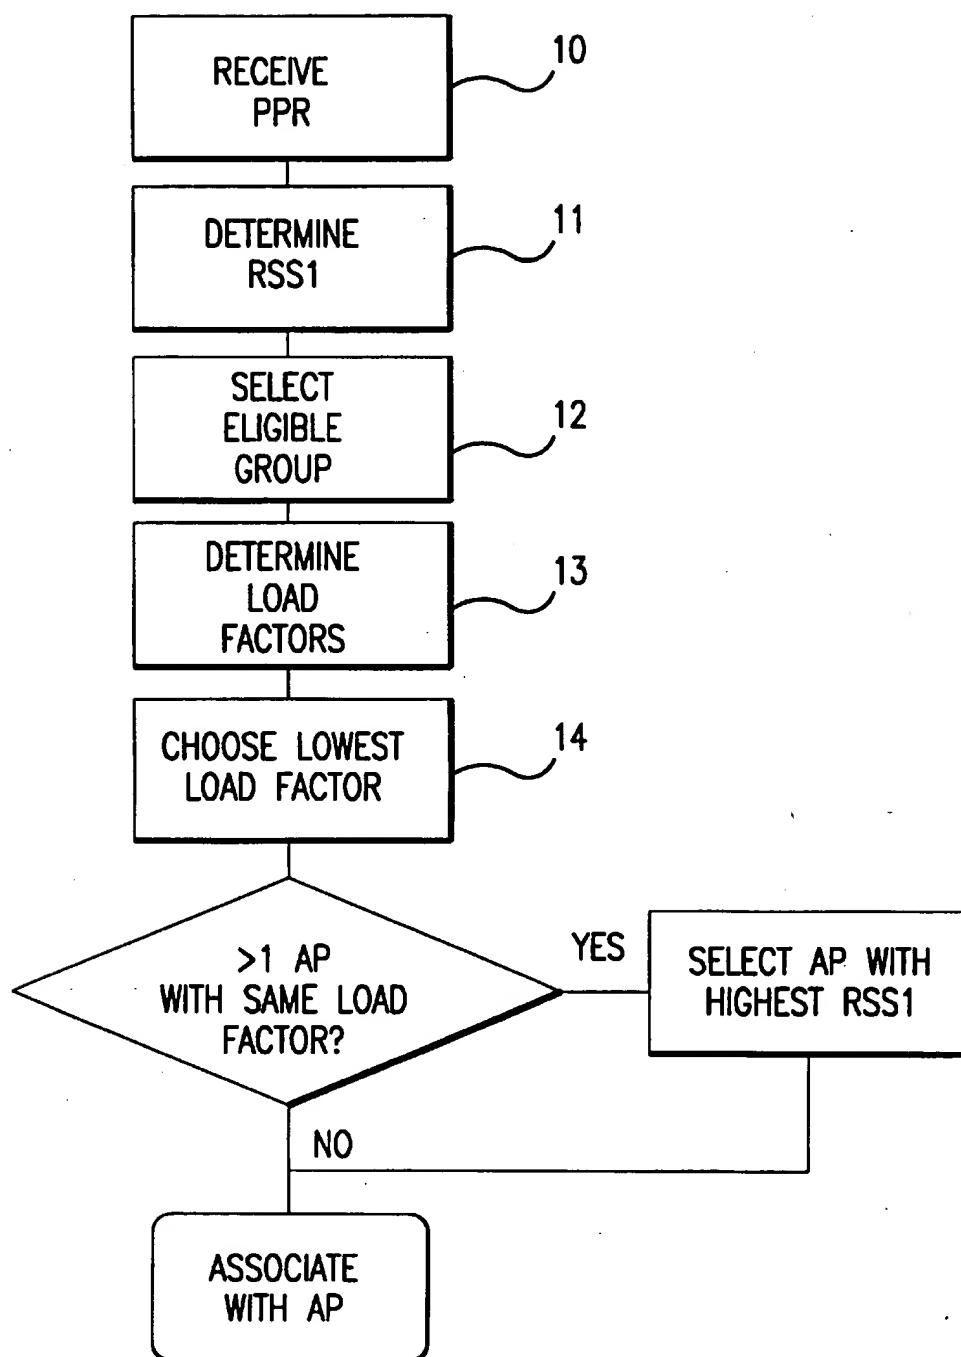 RECEIVE
PPR
10
DETERMINE
RSS1
11
SELECT
ELIGIBLE
GROUP
12
DETERMINE
LOAD
FACTORS
13
CHOOSE LOWEST
LOAD FACTOR
14
>1 AP
WITH SAME LOAD
FACTOR?
YES
SELECT AP WITH
HIGHEST RSS1
NO
ASSOCIATE
WITH AP